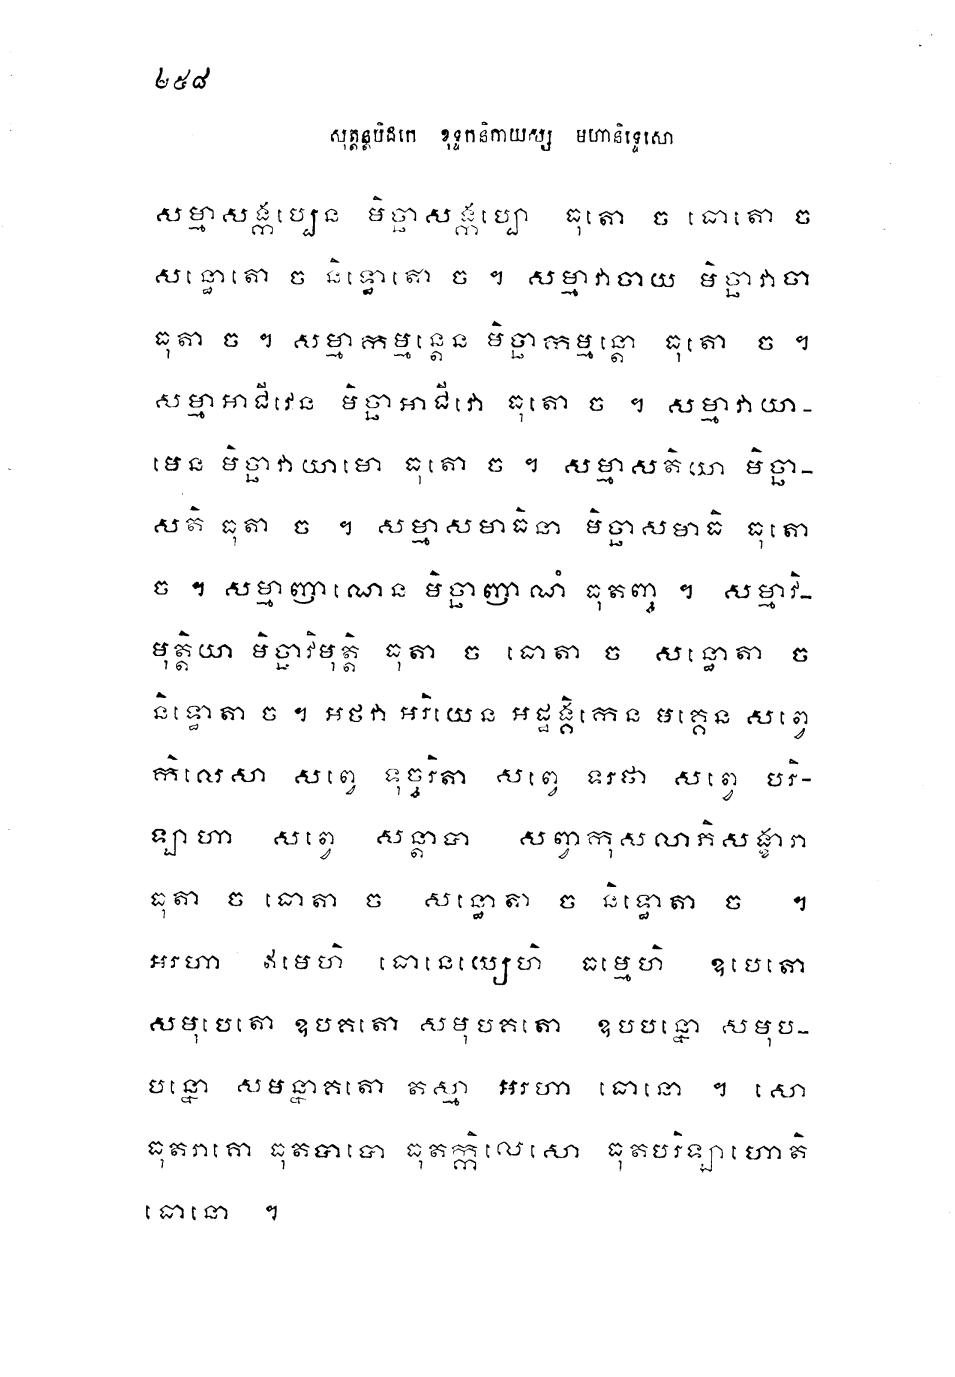 ២៥៨
សុត្តន្តបិដកេ ខុទ្ទកនិកាយស្ស មហានិទ្ទេសោ
សម្មាសង្កប្បេន មិច្ឆាសង្កប្បោ ធុតោ ច ធោតោ ច
សន្ធោតោ ច និទ្ធោតោ ច ។ សម្មាវាចាយ មិច្ឆាវាចា
ធុតា ច ។ សម្មាកម្មន្តេន មិច្ឆាកម្មន្តោ ធុតោ ច ។
សម្មាអាជីវេន មិច្ឆាអាជីវោ ធុតោ ច ។ សម្មាវាយា-
មេន មិច្ឆាវាយាមោ ធុតោ ច ។ សម្មាសតិយា មិច្ឆា-
សតិ ធុតា ច ។ សម្មាសមាធិនា មិច្ឆាសមាធិ ធុតោ
ច ។ សម្មាញាណេន មិច្ឆាញាណំ ធុតញ្ច ។ សម្មាវិ-
មុត្តិយា មិច្ឆាវិមុត្តិ ធុតា ច ធោតា ច សន្ធោតា ច
និទ្ធោតា ច ។ អថវា អរិយេន អដ្ឋង្គិកេន មគ្គេន សព្វេ
កិលេសា សព្វេ ទុច្ចរិតា សព្វេ ទរថា សព្វេ បរិ-
ឡាហា សព្វេ សន្តាបា សព្វាកុសលាភិសង្ខារា
ធុតា ច ធោតា ច សន្ធោតា ច និទ្ធោតា ច ។
អរហា ឥមេហិ ធោនេយ្យេហិ ធម្មេហិ ឧបេតោ
សមុបេតោ ឧបគតោ សមុបគតោ ឧបបន្នោ សមុប-
បន្នោ សមន្នាគតោ តស្មា អរហា ធោនោ ។ សោ
ធុតរាគោ ធុតបាបោ ធុតក្កិលេសោ ធុតបរិឡាហោតិ
ធោនោ ។